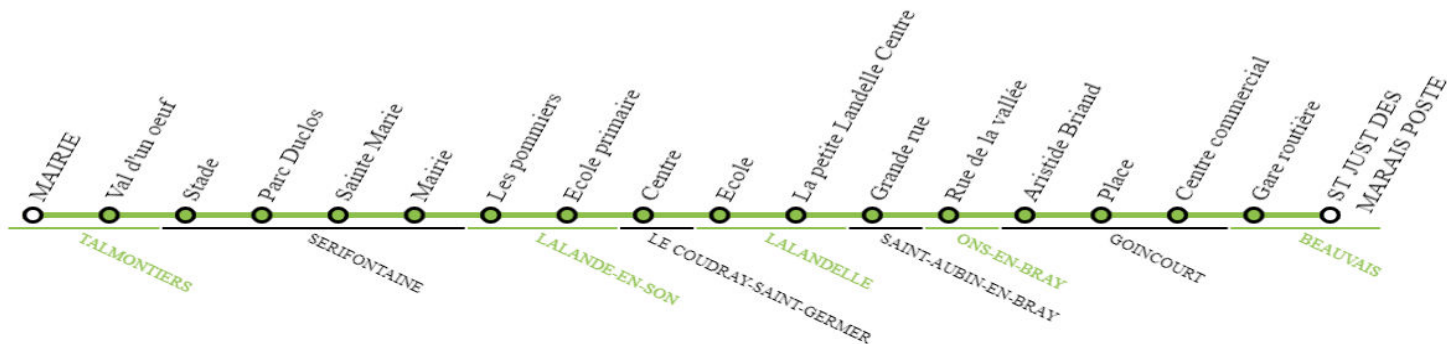 MAIRIE
Val d'un oeuf
Stade
Parc Duclos
Sainte Marie
Mairie
Les pommiers
Ecole primaire
Centre
Ecole
La petite Landelle Centre
Grande rue
Rue de la vallée
Aristide Briand
Place
Centre commercial
Gare routière
ST JUST DES
MARAIS POSTE
TALMONTIERS
SERIFONTAINE
LALANDE-EN-SON
LE COUDRAY-SAINT-GERMER
LALANDELLE
SAINT-AUBIN-EN-BRAY
ONS-EN-BRAY
GOINCOURT
BEAUVAIS